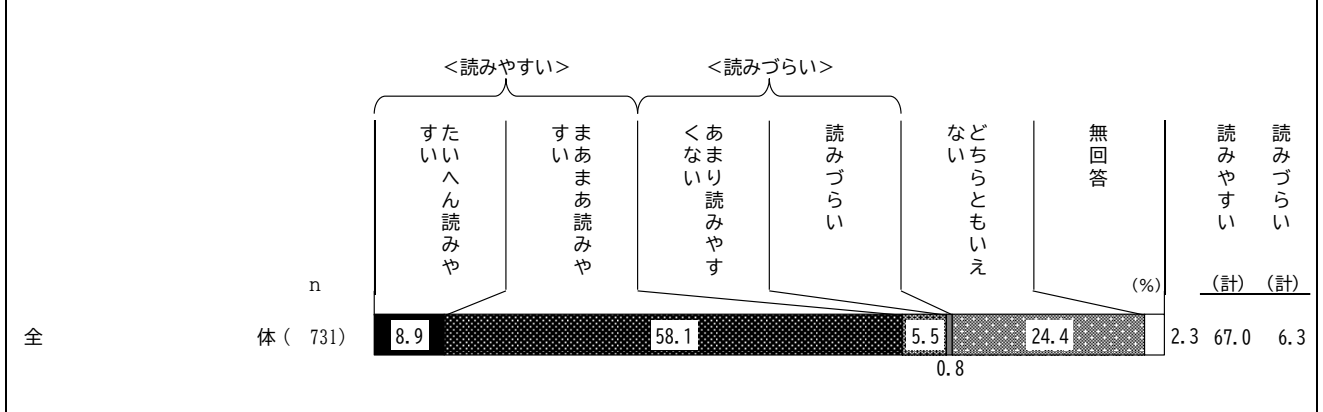 ＜読みやすい＞ ＜読みづらい＞
たいへん読みや
すい
まあまあ読みや
すい
あまり読みやす
くない
読みづらい
どちらともいえ
ない
無回答
読みやすい
読みづらい
n (%) (計) (計)
全 体 ( 731) 8.9 58.1 5.5 24.4 2.3 67.0 6.3
0.8